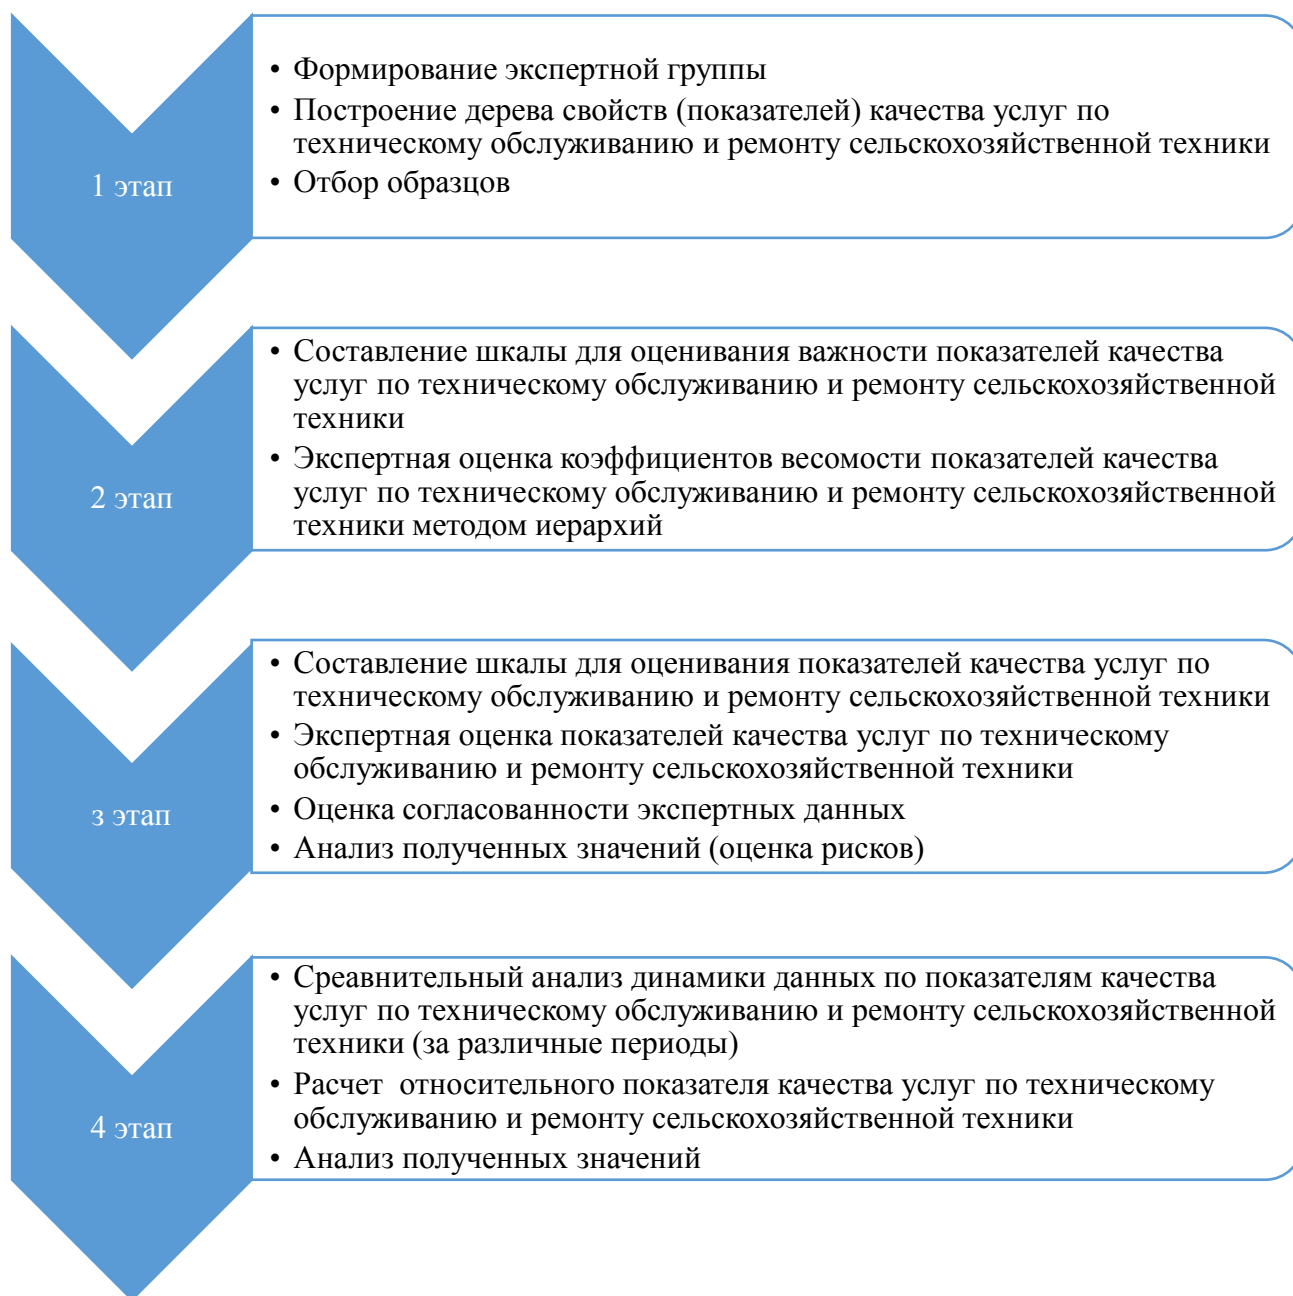 1 этап
• Формирование экспертной группы
• Построение дерева свойств (показателей) качества услуг по
техническому обслуживанию и ремонту сельскохозяйственной техники
• Отбор образцов
2 этап
• Составление шкалы для оценивания важности показателей качества
услуг по техническому обслуживанию и ремонту сельскохозяйственной
техники
• Экспертная оценка коэффициентов весомости показателей качества
услуг по техническому обслуживанию и ремонту сельскохозяйственной
техники методом иерархий
з этап
• Составление шкалы для оценивания показателей качества услуг по
техническому обслуживанию и ремонту сельскохозяйственной техники
• Экспертная оценка показателей качества услуг по техническому
обслуживанию и ремонту сельскохозяйственной техники
• Оценка согласованности экспертных данных
• Анализ полученных значений (оценка рисков)
4 этап
• Среавнительный анализ динамики данных по показателям качества
услуг по техническому обслуживанию и ремонту сельскохозяйственной
техники (за различные периоды)
• Расчет относительного показателя качества услуг по техническому
обслуживанию и ремонту сельскохозяйственной техники
• Анализ полученных значений